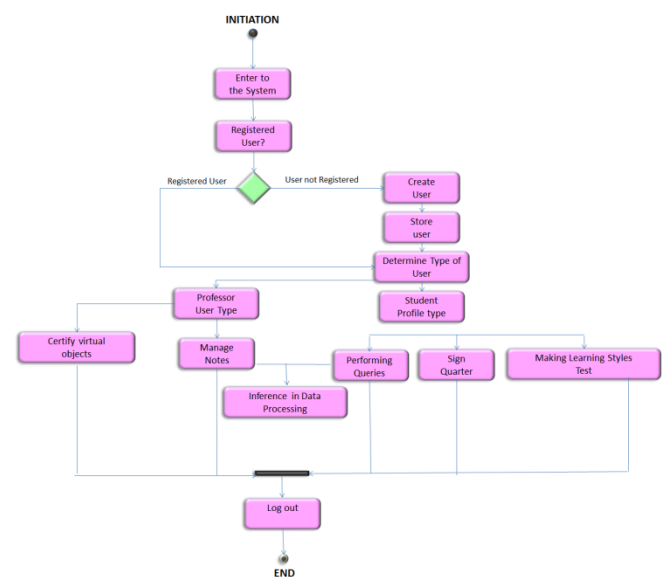 INITIATION
Enter to
the System
Registered
User?
Registered User
User not Registered
Create
User
Store
user
Determine Type of
User
Professor
User Type
Student
Profile type
Certify virtual
objects
Manage
Notes
Performing
Queries
Sign
Quarter
Making Learning Styles
Test
Inference in Data
Processing
Log out
END